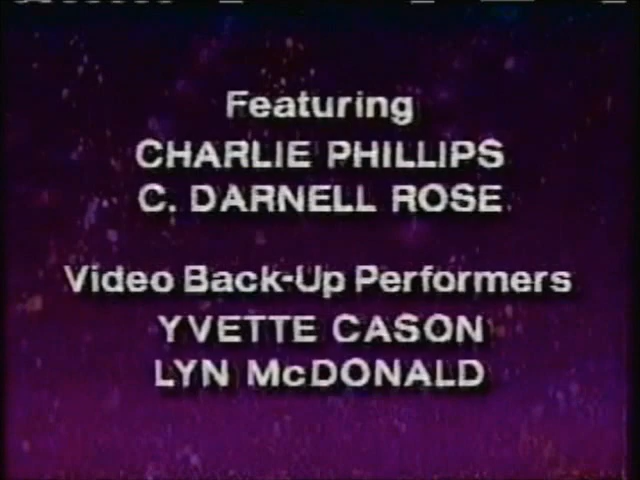 Featuring
CHARLIE PHILLIPS
C. DARNELL ROSE
Video Back-Up Performers
YVETTE CASON
LYN McDONALD